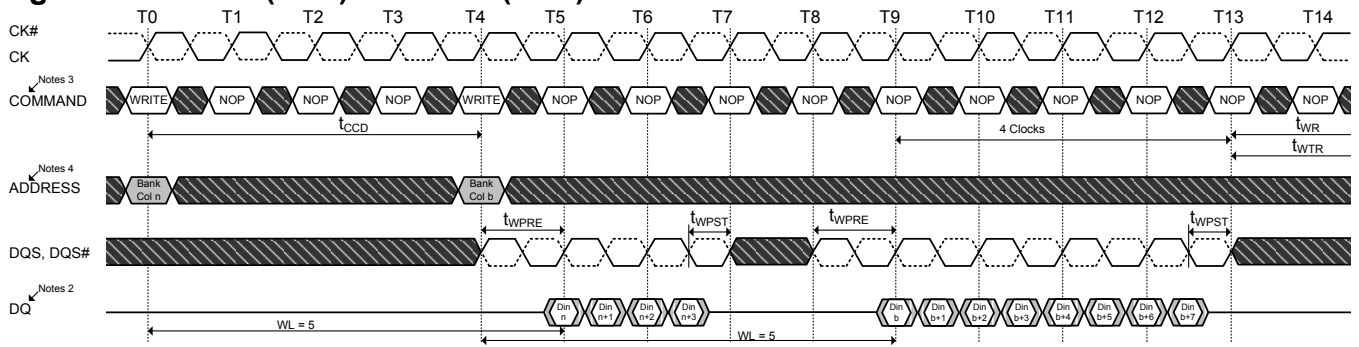 T0 T1 T2 T3 T4 T5 T6 T7 T8 T9 T10 T11 T12 T13 T14
CK#
CK
Notes 3
COMMAND
WRITE NOP NOP NOP WRITE NOP NOP NOP NOP NOP NOP NOP NOP NOP NOP
tCCD
4 Clocks
tWR
tWTR
Notes 4
ADDRESS
Bank Bank
Col n Col b
tWPRE tWPST tWPRE tWPST
DQS, DQS#
Notes 2
DQ
Din Din Din Din Din Din Din Din Din Din Din Din
n n+1 n+2 n+3 b b+1 b+2 b+3 b+4 b+5 b+6 b+7
WL = 5
WL = 5